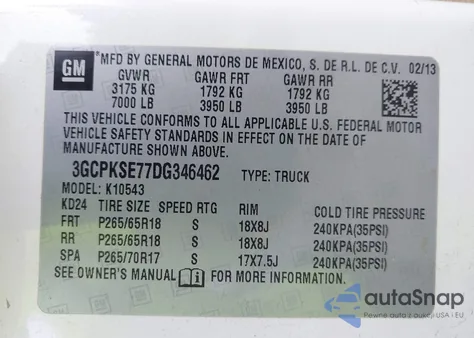 GM *MFD BY GENERAL MOTORS DE MEXICO, S. DE R.L. DE C.V. 02/13
GVWR GAWR FRT GAWR RR
3175 KG 1792 KG 1792 KG
7000 LB 3950 LB 3950 LB
THIS VEHICLE CONFORMS TO ALL APPLICABLE U.S. FEDERAL MOTOR
VEHICLE SAFETY STANDARDS IN EFFECT ON THE DATE OF
MANUFACTURE SHOWN ABOVE.
3GCPKSE77DG346462 TYPE: TRUCK
MODEL: K10543
KD24 TIRE SIZE SPEED RTG RIM COLD TIRE PRESSURE
FRT P265/65R18 S 18X8J 240KPA(35PSI)
RR P265/65R18 S 18X8J 240KPA(35PSI)
SPA P265/70R17 S 17X7.5J 240KPA(35PSI)
SEE OWNER'S MANUAL FOR MORE INFORMATION.
autoSnap
Pewne auto z USA i EU